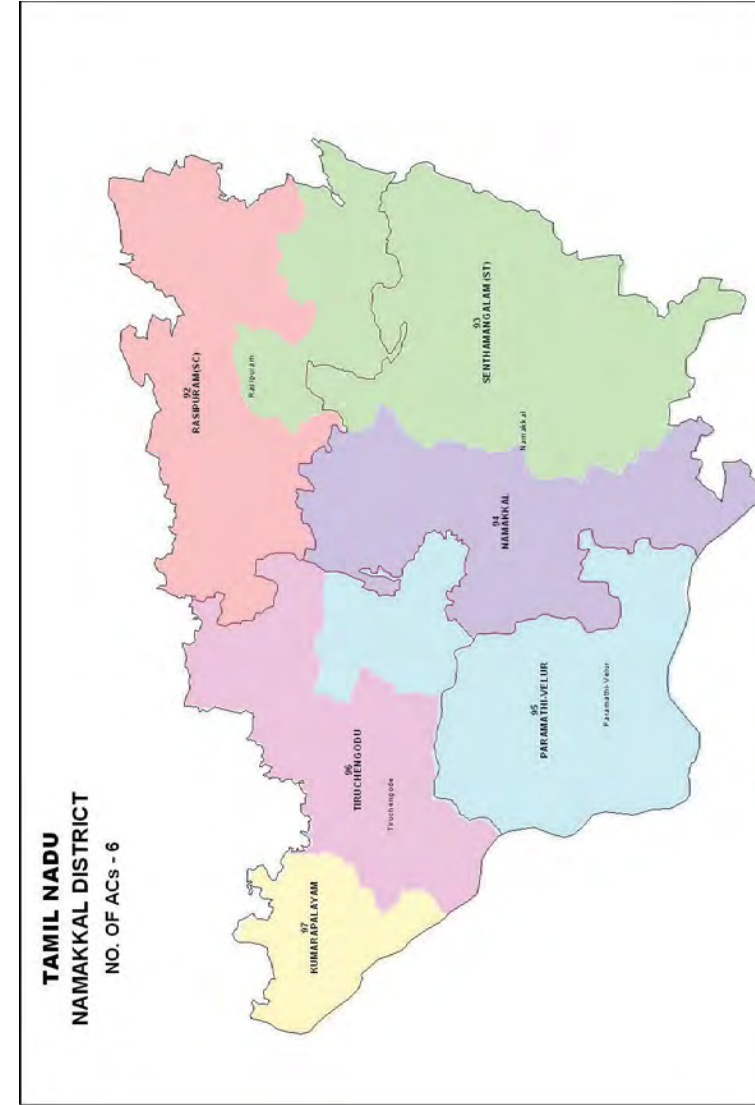 TAMIL NADU
NAMAKKAL DISTRICT
NO. OF ACs - 6
97
KUMARAPALAYAM
96
TIRUCHENGODU
Tiruchengode
92
RASIPURAM(SC)
Rasipuram
95
PARAMATHI-VELUR
Paramathi-Velur
94
NAMAKKAL
Namakkal
93
SENTHAMANGALAM (ST)